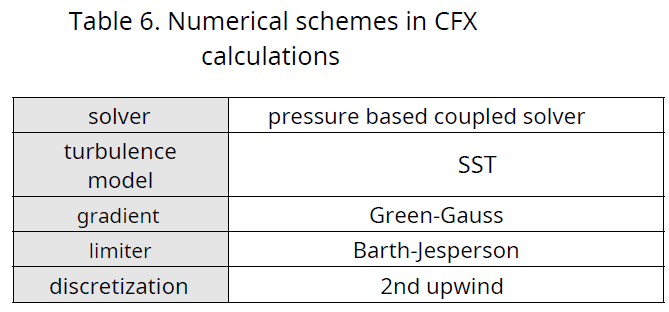 Table 6. Numerical schemes in CFX
calculations
solver pressure based coupled solver
turbulence
model SST
gradient Green-Gauss
limiter Barth-Jesperson
discretization 2nd upwind